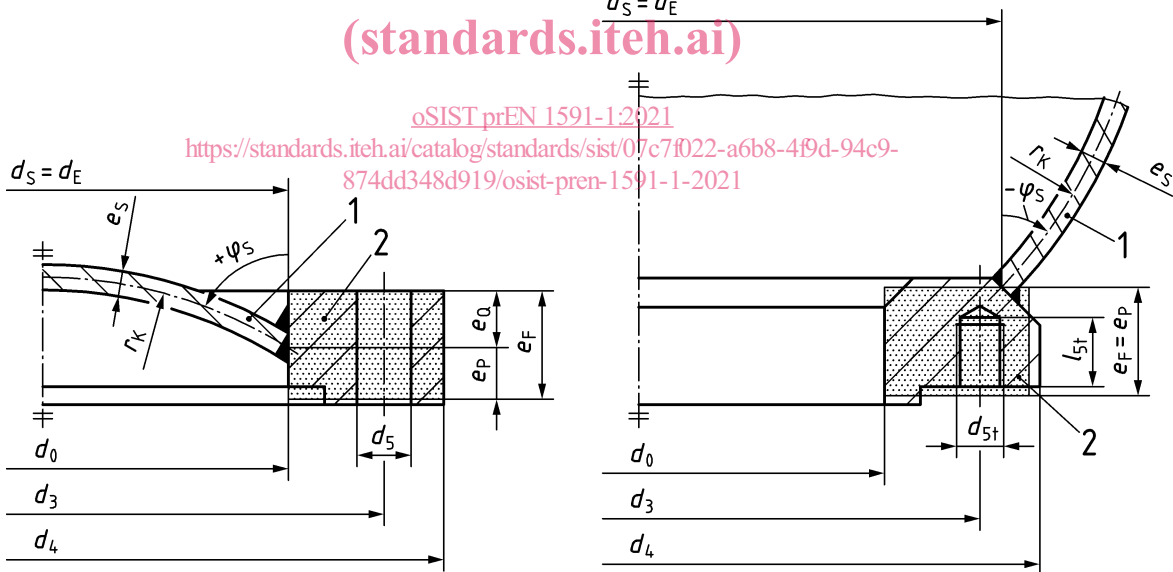 d_S = d_E
(standards.iteh.ai)
oSIST prEN 1591-1:2021
https://standards.iteh.ai/catalog/standards/sist/07c7f022-a6b8-4f9d-94c9-
874dd348d919/osist-pren-1591-1-2021
d_S = d_E
e_S
+φ_S
1
2
r_K
e_Q
e_P
e_F
d_5
d_0
d_3
d_4
r_K
e_S
-φ_S
1
l_5t
e_F = e_P
d_5t
2
d_0
d_3
d_4